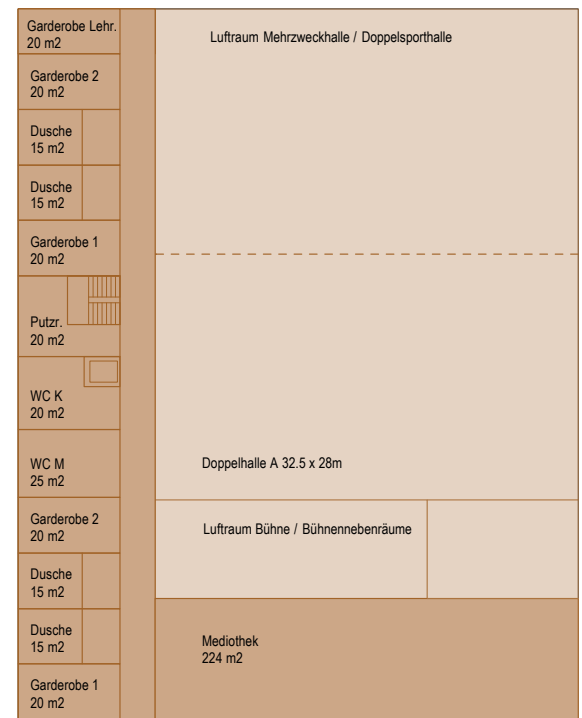 Garderobe Lehr.
20 m2
Luftraum Mehrzweckhalle / Doppelsporthalle
Garderobe 2
20 m2
Dusche
15 m2
Dusche
15 m2
Garderobe 1
20 m2
Putzr.
20 m2
WC K
20 m2
WC M
25 m2
Doppelhalle A 32.5 x 28m
Garderobe 2
20 m2
Luftraum Bühne / Bühnennebenräume
Dusche
15 m2
Dusche
15 m2
Mediothek
224 m2
Garderobe 1
20 m2